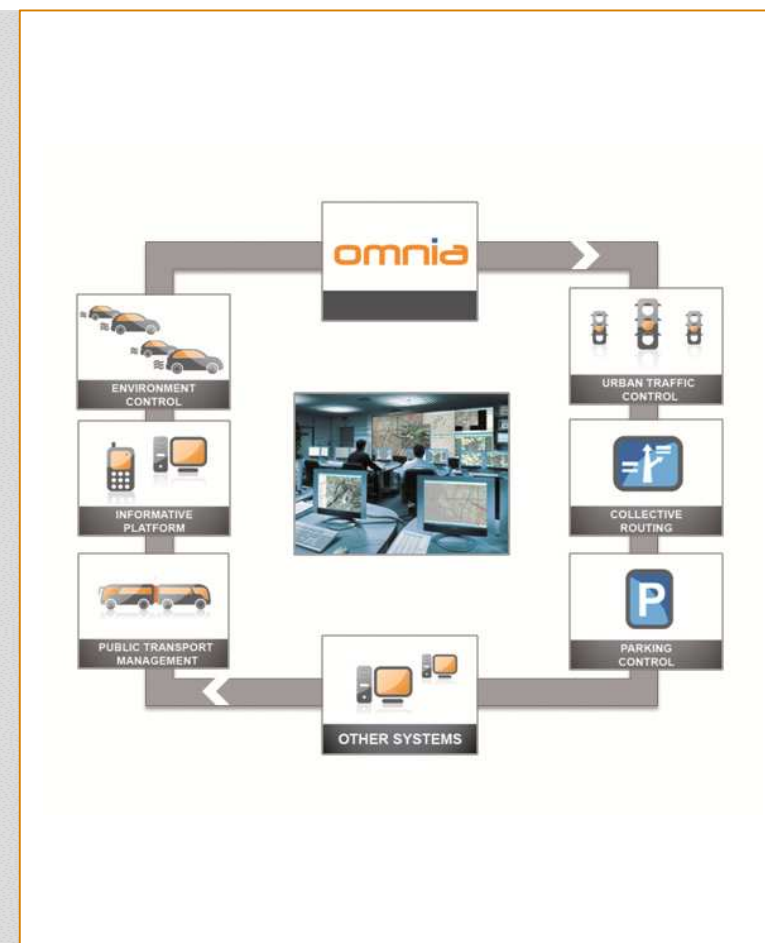 omnia
ENVIRONMENT
CONTROL
URBAN TRAFFIC
CONTROL
INFORMATIVE
PLATFORM
COLLECTIVE
ROUTING
P
PUBLIC TRANSPORT
MANAGEMENT
PARKING
CONTROL
OTHER SYSTEMS